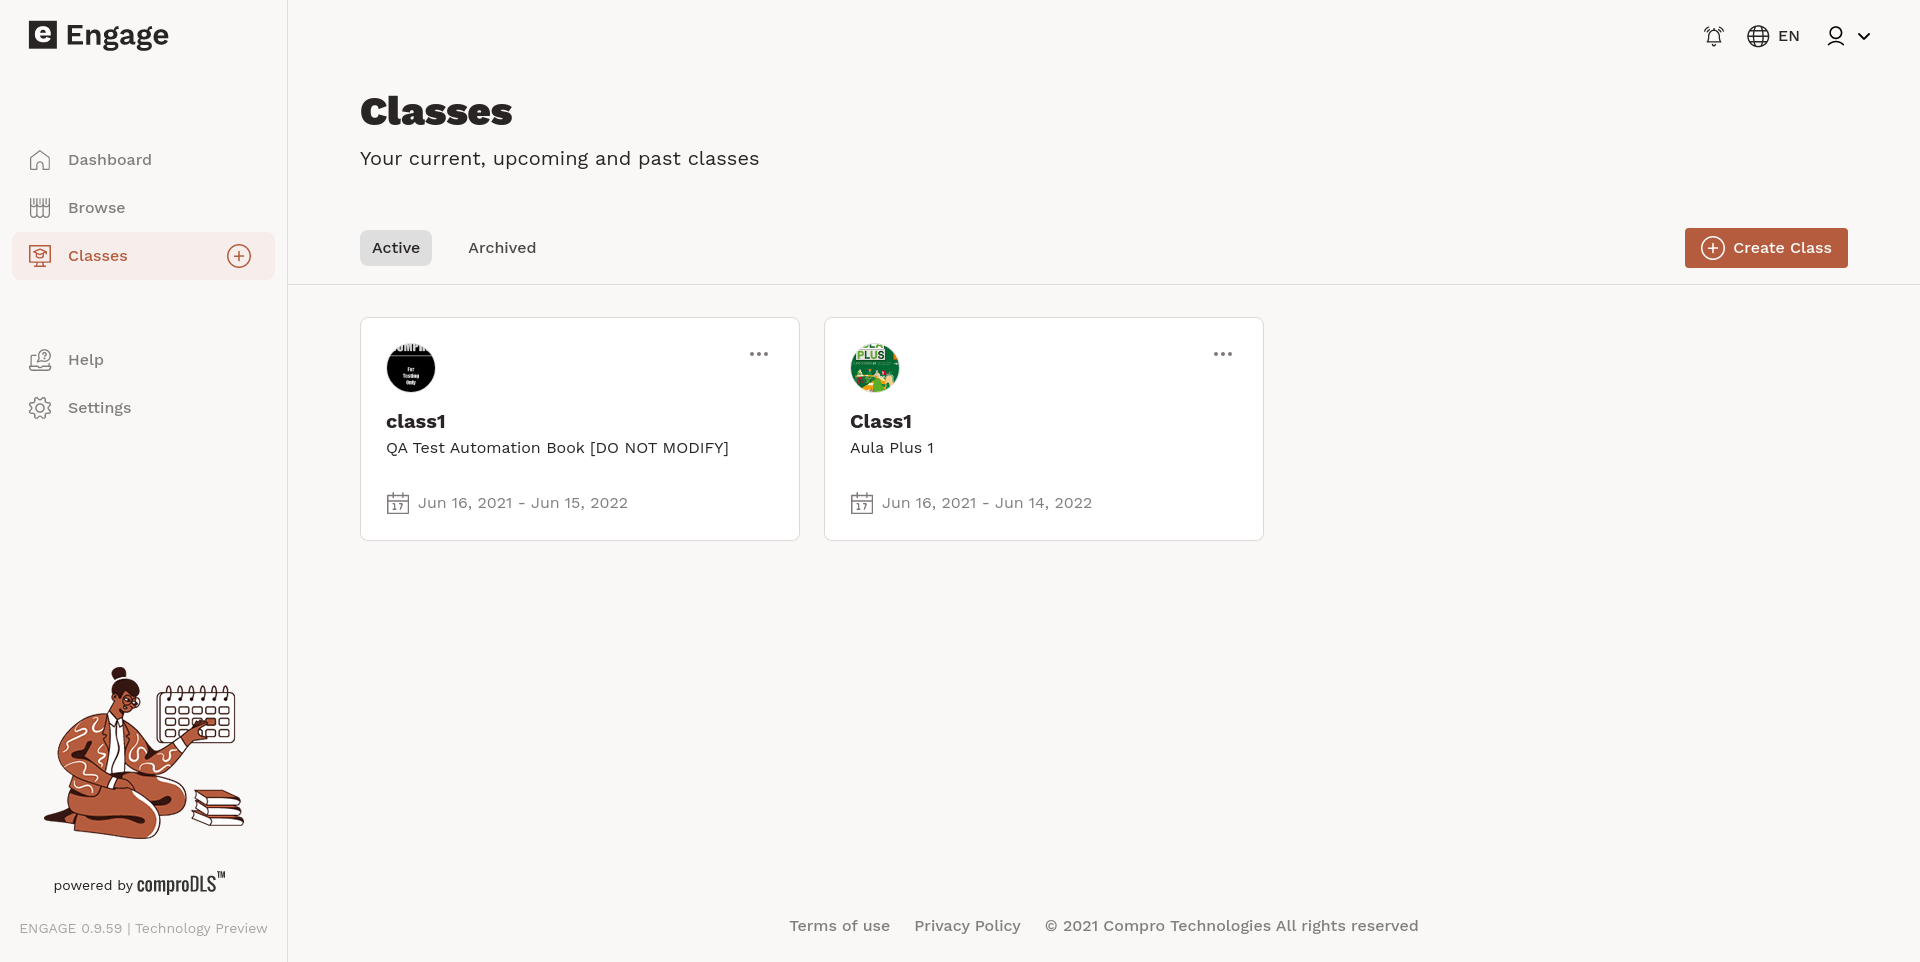 e Engage
EN
Classes
Your current, upcoming and past classes
Dashboard
Browse
Classes
Help
Settings
Active
Archived
Create Class
For
Testing
Only
class1
QA Test Automation Book [DO NOT MODIFY]
17 Jun 16, 2021 - Jun 15, 2022
PLUS
Class1
Aula Plus 1
17 Jun 16, 2021 - Jun 14, 2022
powered by comproDLS™
ENGAGE 0.9.59 | Technology Preview
Terms of use
Privacy Policy
© 2021 Compro Technologies All rights reserved